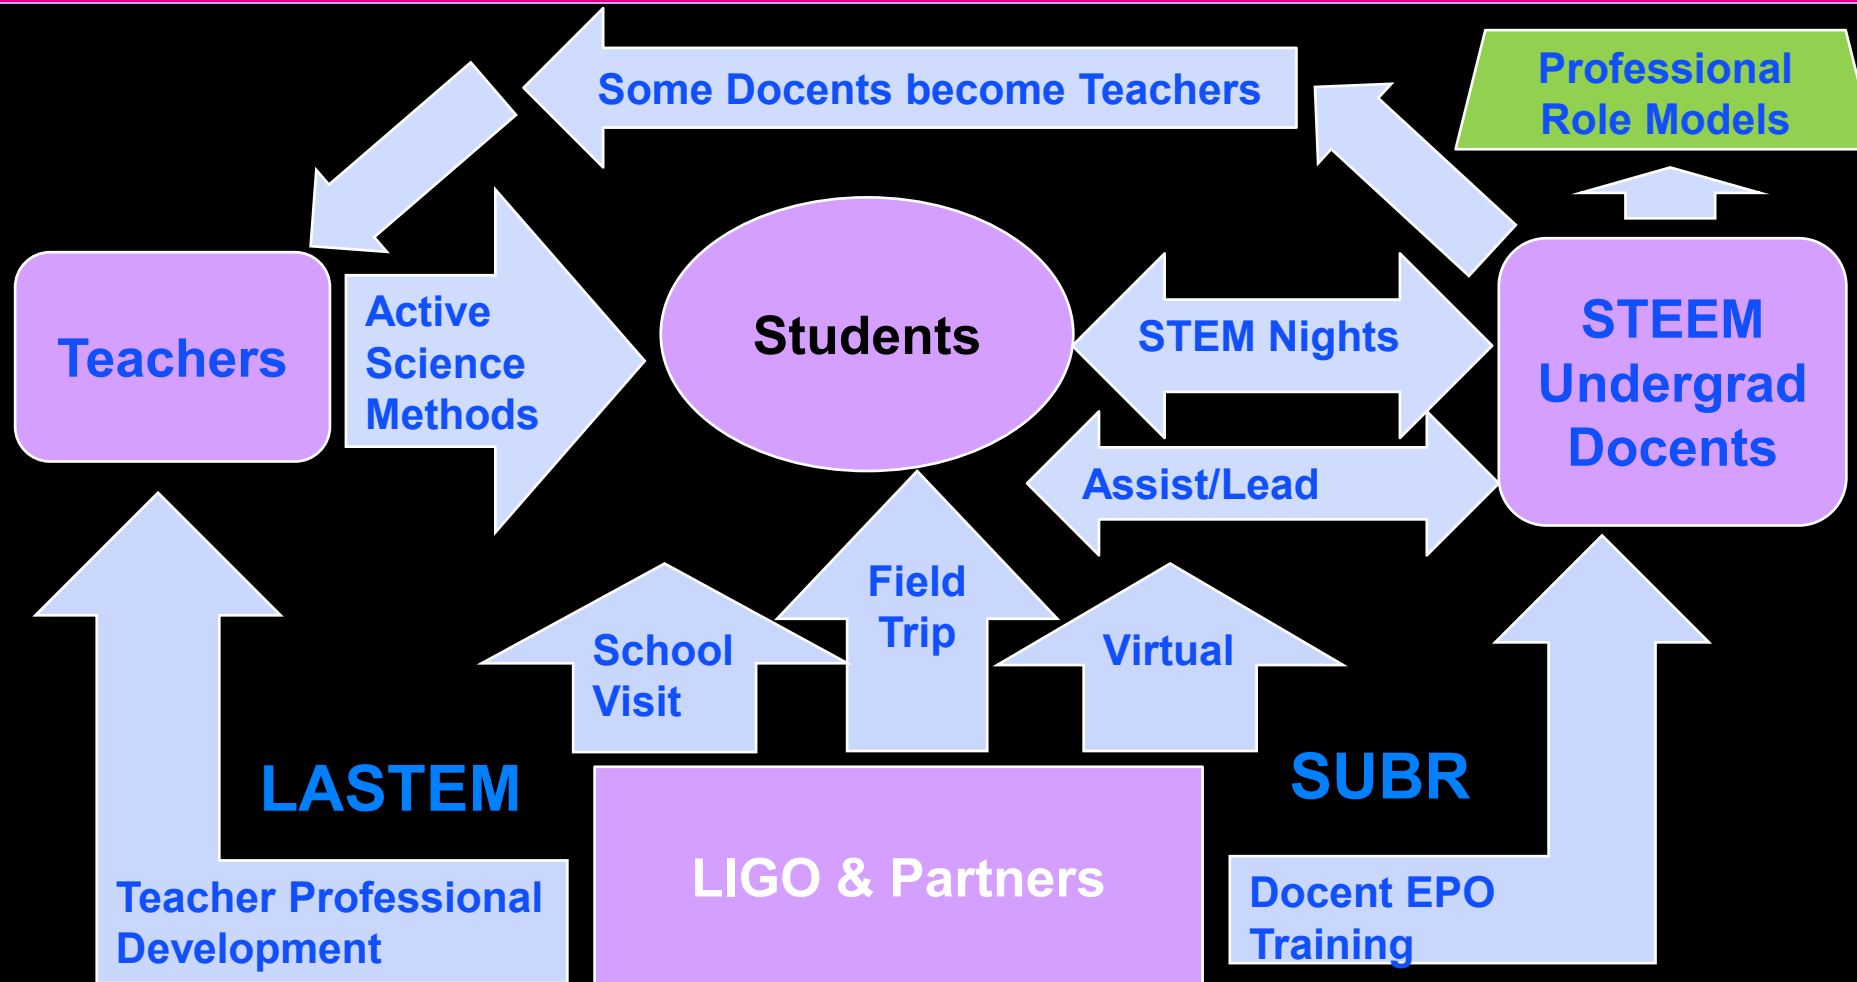 Some Docents become Teachers
Professional
Role Models
Teachers
Active
Science
Methods
Students
STEM Nights
STEEM
Undergrad
Docents
Assist/Lead
School
Visit
Field
Trip
Virtual
LASTEM
SUBR
Teacher Professional
Development
LIGO & Partners
Docent EPO
Training